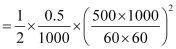 = 1/2 × 0.5/1000 × (500×1000 / 60×60)²